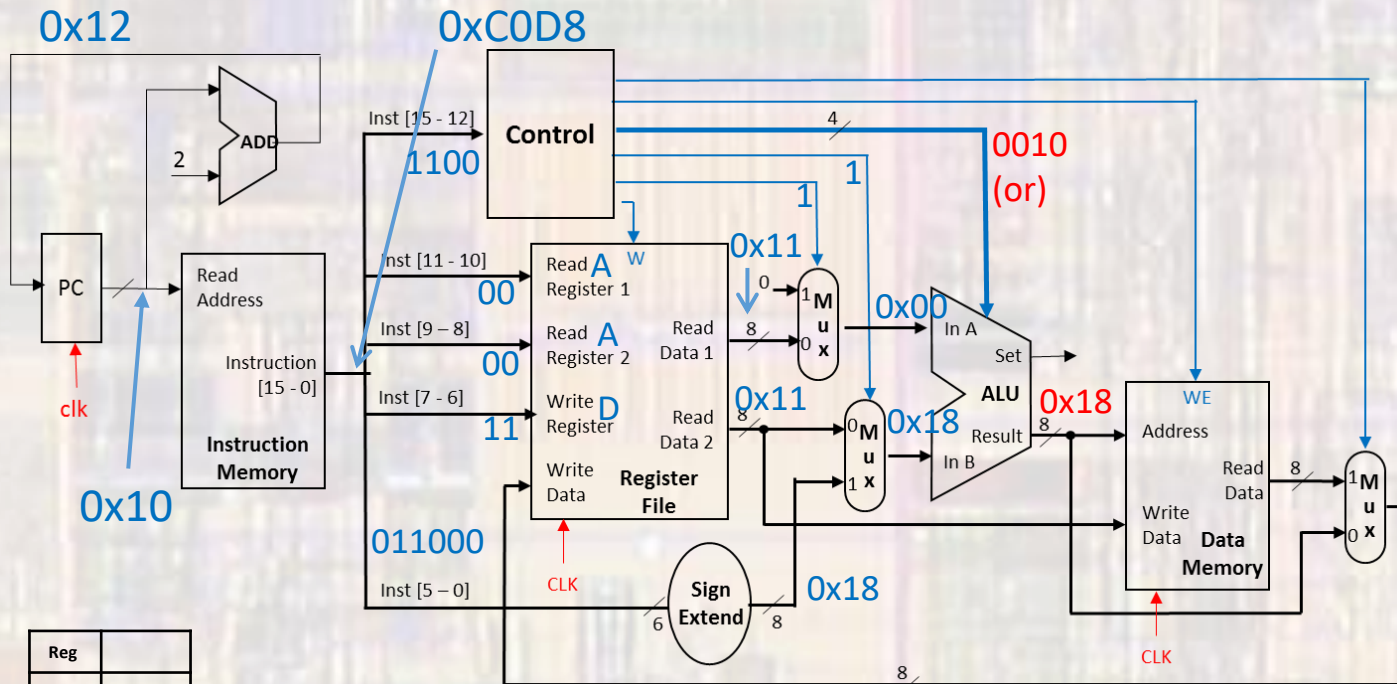 0x12
0xC0D8
Inst [15 - 12]
1100
Control
4
0010
(or)
1
1
ADD
2
PC
clk
0x10
Read
Address
Instruction
[15 - 0]
Instruction
Memory
Inst [11 - 10]
00
Inst [9 – 8]
00
Inst [7 - 6]
11
011000
Inst [5 – 0]
W
Read A
Register 1
Read A
Register 2
Write D
Register
Write
Data
Read
Data 1
Read
Data 2
Register
File
CLK
0x11
8
0
1
M
u
x
0
0x00
0x11
8
0
M
u
x
1
0x18
6
Sign
Extend
8
0x18
In A
Set
ALU
Result
In B
0x18
8
WE
Address
Read
Data
Write
Data
Data
Memory
CLK
8
1
M
u
x
0
8
Reg